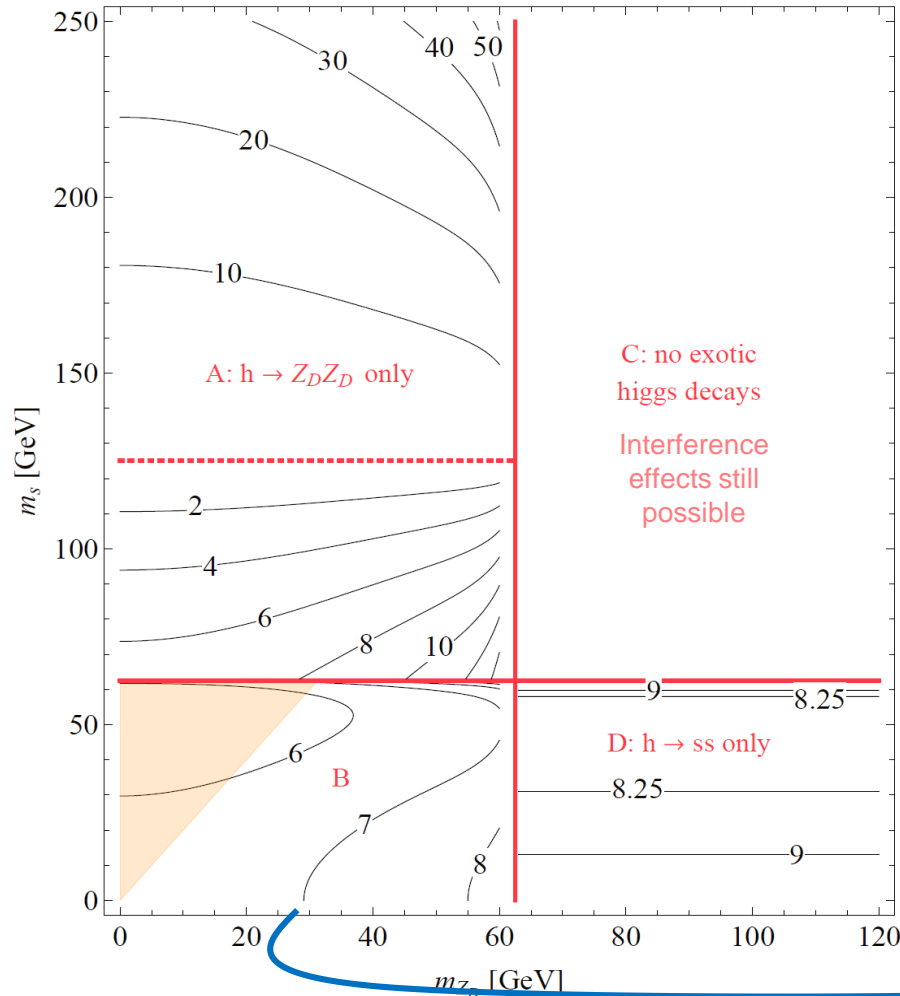 250
50
40
30
20
200
10
150
C: no exotic
higgs decays
A: h → Z_D Z_D only
Interference
effects still
possible
m_s [GeV]
2
100
4
6
8
10
9
8.25
50
D: h → ss only
6
B
8.25
7
8
9
0
0 20 40 60 80 100 120
[GeV]